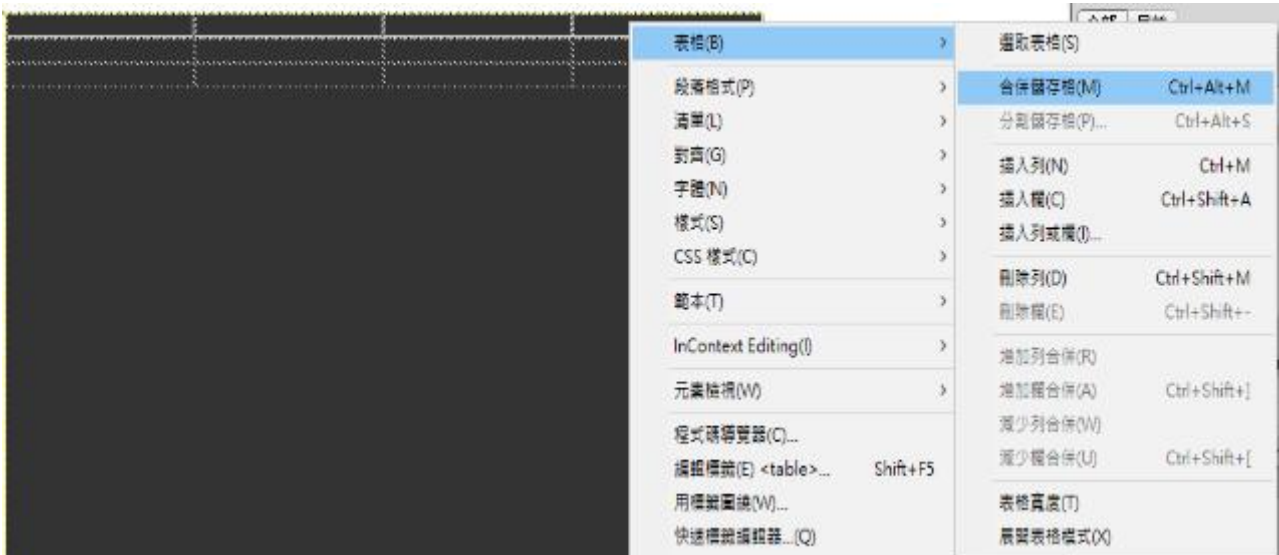 表格(B)
段落格式(P)
清單(L)
對齊(G)
字體(N)
樣式(S)
CSS 樣式(C)
範本(T)
InContext Editing(I)
元素檢視(W)
程式碼導覽器(C)...
編輯標籤(E) <table>... Shift+F5
用標籤圍繞(W)...
快速標籤編輯器...(Q)
選取表格(S)
合併儲存格(M) Ctrl+Alt+M
分割儲存格(P)... Ctrl+Alt+S
插入列(N) Ctrl+M
插入欄(C) Ctrl+Shift+A
插入列或欄(I)...
刪除列(D) Ctrl+Shift+M
刪除欄(E) Ctrl+Shift+-
增加列合併(R)
增加欄合併(A) Ctrl+Shift+]
減少列合併(W)
減少欄合併(U) Ctrl+Shift+[
表格寬度(T)
展開表格模式(X)